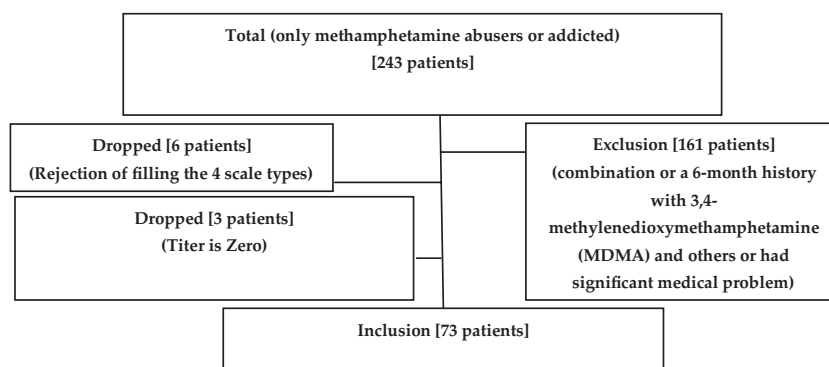 Total (only methamphetamine abusers or addicted)
[243 patients]
Dropped [6 patients]
(Rejection of filling the 4 scale types)
Exclusion [161 patients]
(combination or a 6-month history
with 3,4-
methylenedioxymethamphetamine
(MDMA) and others or had
significant medical problem)
Dropped [3 patients]
(Titer is Zero)
Inclusion [73 patients]